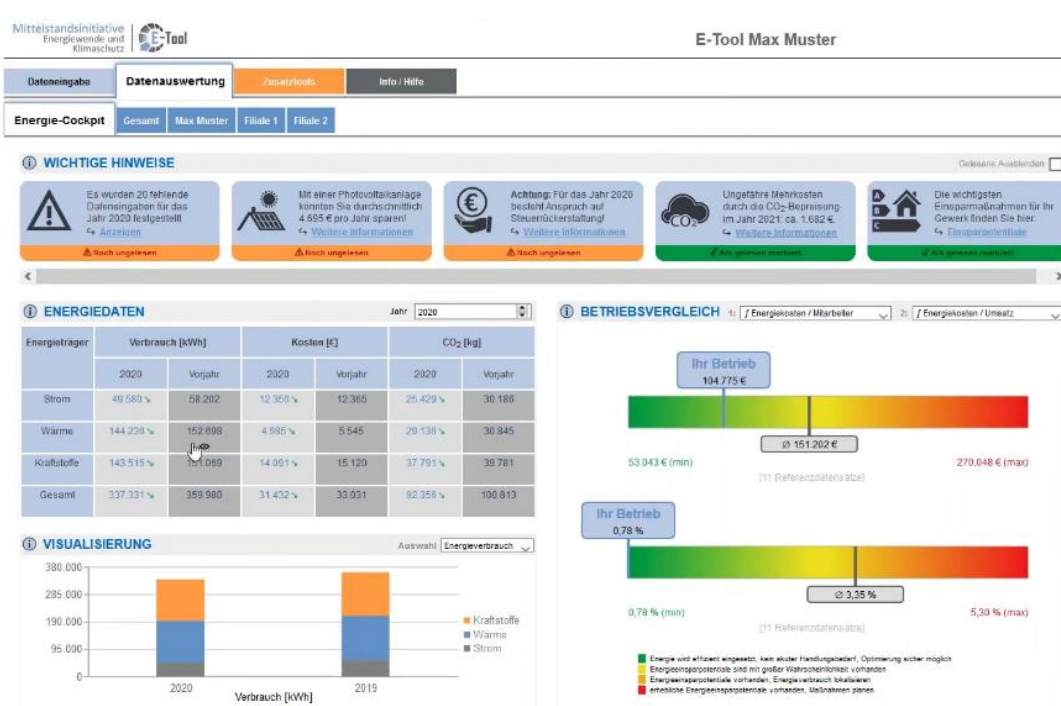 Mittelstandsinitiative
Energiewende und
Klimaschutz
E-Tool
E-Tool Max Muster
Dateneingabe
Datenauswertung
Zusatztools
Info / Hilfe
Energie-Cockpit
Gesamt
Max Muster
Filiale 1
Filiale 2
WICHTIGE HINWEISE
Gelesene Ausblenden
Es wurden 20 fehlende
Dateneingaben für das
Jahr 2020 festgestellt
Anzeigen
Noch ungelesen
Mit einer Photovoltaikanlage
könnten Sie durchschnittlich
4.695 € pro Jahr sparen!
Weitere Informationen
Noch ungelesen
Achtung: Für das Jahr 2020
besteht Anspruch auf
Steuerrückerstattung!
Weitere Informationen
Noch ungelesen
CO2
Ungefähre Mehrkosten
durch die CO2-Bepreisung
im Jahr 2021: ca. 1.682 €.
Weitere Informationen
Als gelesen markiert
A
B
C
Die wichtigsten
Einsparmaßnahmen für Ihr
Gewerk finden Sie hier:
Einsparpotentiale
Als gelesen markiert
ENERGIEDATEN
Jahr 2020
Energieträger Verbrauch [kWh] Kosten [€] CO2 [kg]
2020 Vorjahr 2020 Vorjahr 2020 Vorjahr
Strom 49.580 58.202 12.356 12.365 25.429 30.186
Wärme 144.236 152.698 4.985 5.545 29.136 30.845
Kraftstoffe 143.515 151.069 14.091 15.120 37.791 39.781
Gesamt 337.331 359.980 31.432 33.031 92.356 100.813
BETRIEBSVERGLEICH 1: ƒ Energiekosten / Mitarbeiter 2: ƒ Energiekosten / Umsatz
Ihr Betrieb
104.775 €
Ø 151.202 €
53.043 € (min)
270.048 € (max)
[11 Referenzdatensätze]
Ihr Betrieb
0,78 %
Ø 3,35 %
0,78 % (min)
5,30 % (max)
[11 Referenzdatensätze]
Energie wird effizient eingesetzt, kein akuter Handlungsbedarf, Optimierung sicher möglich
Energieeinsparpotentiale sind mit großer Wahrscheinlichkeit vorhanden
Energieeinsparpotentiale vorhanden, Energieverbrauch lokalisieren
erhebliche Energieeinsparpotentiale vorhanden, Maßnahmen planen
VISUALISIERUNG
Auswahl Energieverbrauch
380.000
285.000
190.000
95.000
0
2020
2019
Verbrauch [kWh]
Kraftstoffe
Wärme
Strom